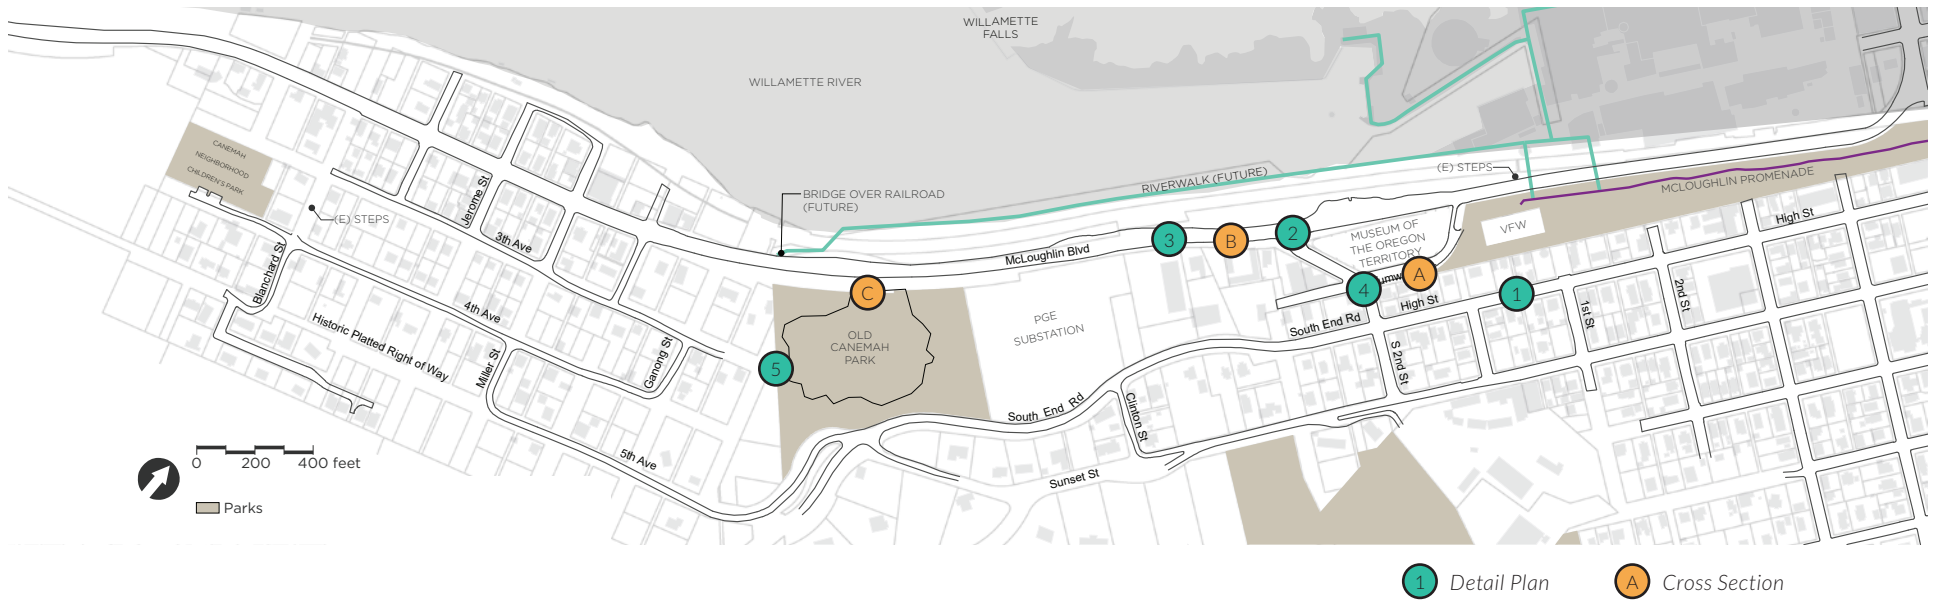 WILLAMETTE
FALLS
WILLAMETTE RIVER
CANEMAH
NEIGHBORHOOD
CHILDREN'S PARK
(E) STEPS
Jerome St
3th Ave
BRIDGE OVER RAILROAD
(FUTURE)
RIVERWALK (FUTURE)
(E) STEPS
MCLOUGHLIN PROMENADE
VFW
High St
McLoughlin Blvd
3
B
2
MUSEUM OF
THE OREGON
TERRITORY
A
4
High St
1
1st St
2nd St
South End Rd
S 2nd St
Blanchard St
4th Ave
Historic Platted Right of Way
Miller St
Ganong St
5th Ave
C
OLD
CANEMAH
PARK
5
PGE
SUBSTATION
South End Rd
Clinton St
Sunset St
0 200 400 feet
Parks
1 Detail Plan
A Cross Section